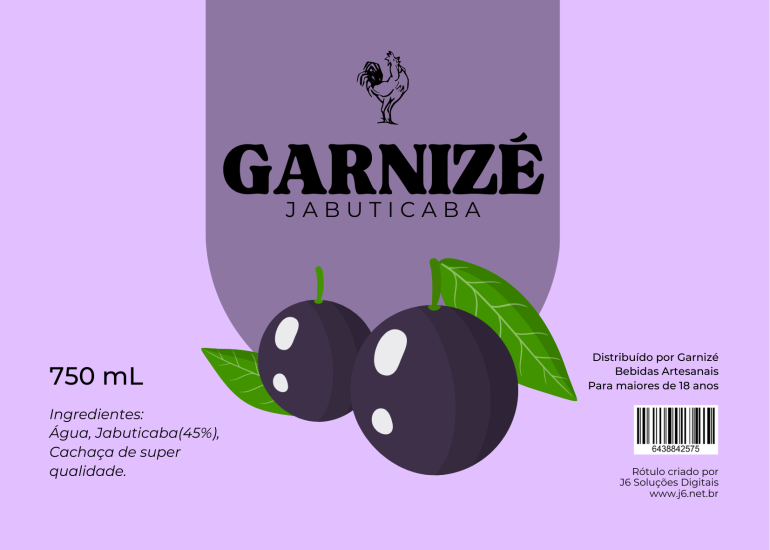 GARNIZÉ
JABUTICABA
750 mL
Ingredientes:
Água, Jabuticaba(45%),
Cachaça de super
qualidade.
Distribuído por Garnizé
Bebidas Artesanais
Para maiores de 18 anos
6438842575
Rótulo criado por
J6 Soluções Digitais
www.j6.net.br